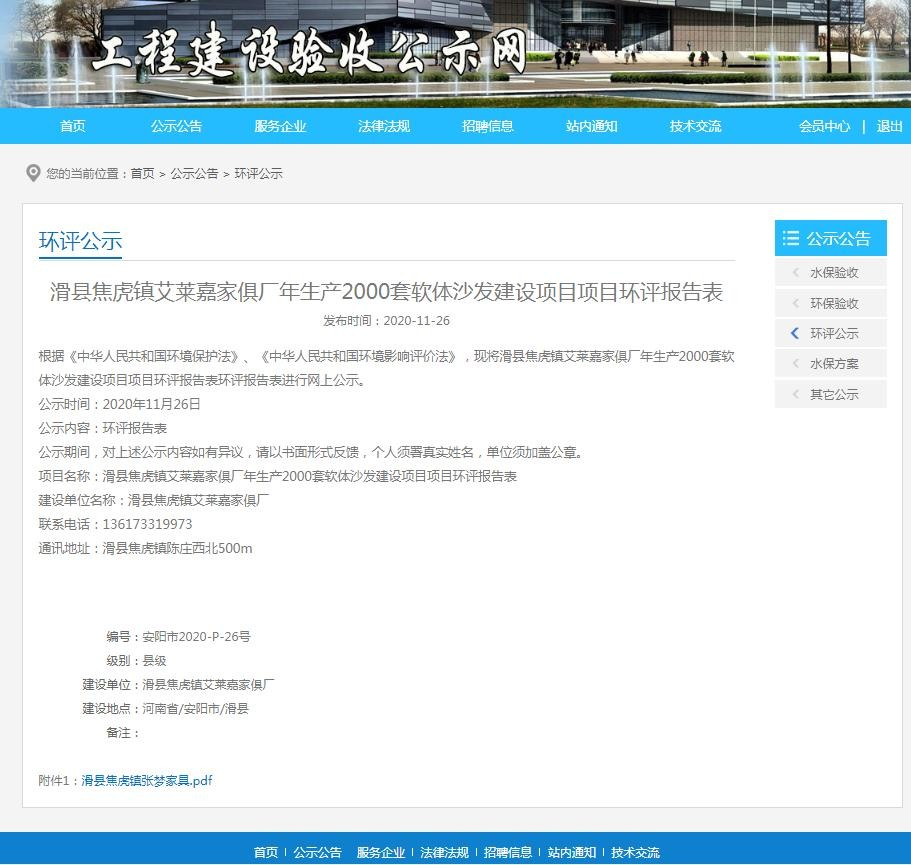 工程建设验收公示网
首页 公示公告 服务企业 法律法规 招聘信息 站内通知 技术交流 会员中心 | 退出
您的当前位置：首页 > 公示公告 > 环评公示
环评公示
滑县焦虎镇艾莱嘉家俱厂年生产2000套软体沙发建设项目项目环评报告表
发布时间：2020-11-26
根据《中华人民共和国环境保护法》、《中华人民共和国环境影响评价法》，现将滑县焦虎镇艾莱嘉家俱厂年生产2000套软
体沙发建设项目项目环评报告表环评报告表进行网上公示。
公示时间：2020年11月26日
公示内容：环评报告表
公示期间，对上述公示内容如有异议，请以书面形式反馈，个人须署真实姓名，单位须加盖公章。
项目名称：滑县焦虎镇艾莱嘉家俱厂年生产2000套软体沙发建设项目项目环评报告表
建设单位名称：滑县焦虎镇艾莱嘉家俱厂
联系电话：136173319973
通讯地址：滑县焦虎镇陈庄西北500m
编号：安阳市2020-P-26号
级别：县级
建设单位：滑县焦虎镇艾莱嘉家俱厂
建设地点：河南省/安阳市/滑县
备注：
附件1：滑县焦虎镇张梦家具.pdf
公示公告
水保验收
环保验收
环评公示
水保方案
其它公示
首页 | 公示公告 服务企业 | 法律法规 | 招聘信息 | 站内通知 | 技术交流